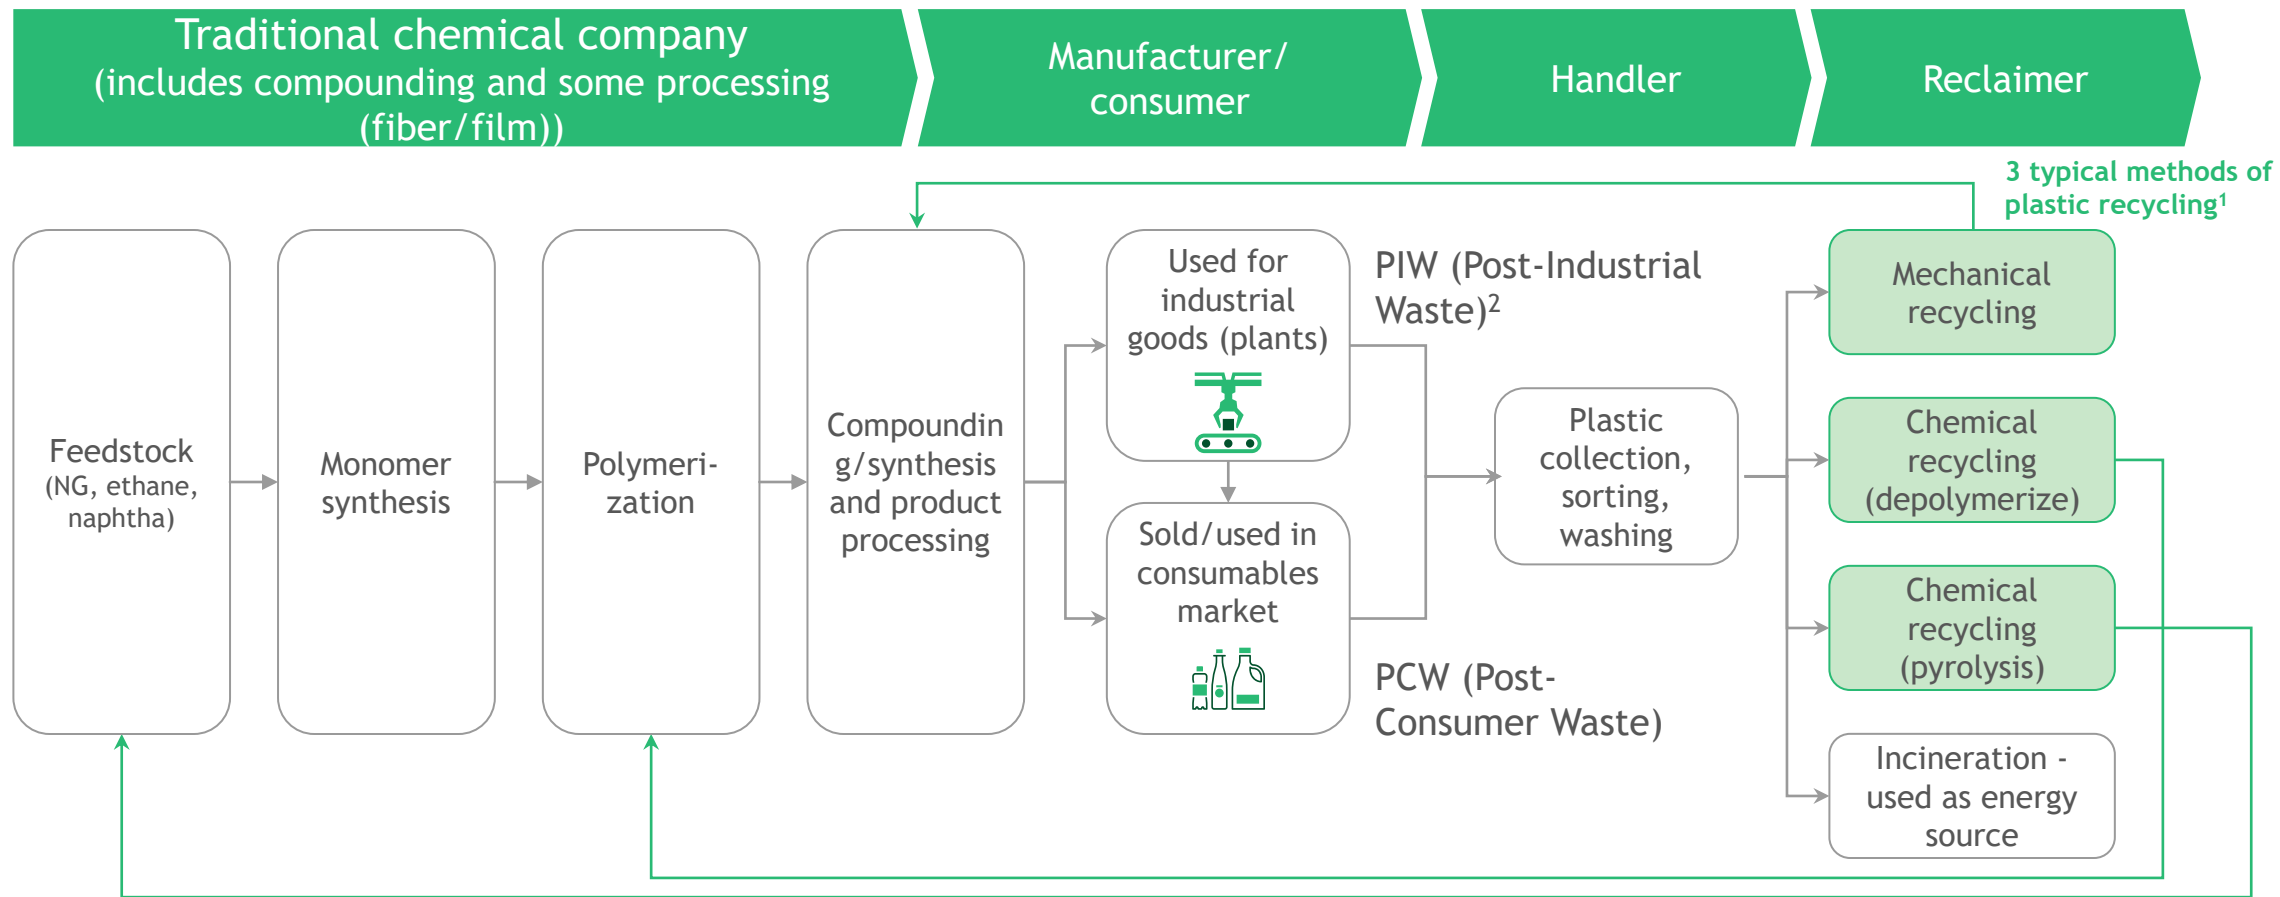 Traditional chemical company
(includes compounding and some processing
(fiber/film))
Manufacturer/
consumer
Handler
Reclaimer
3 typical methods of
plastic recycling¹
Feedstock
(NG, ethane,
naphtha)
Monomer
synthesis
Polymeri-
zation
Compoundin
g/synthesis
and product
processing
Used for
industrial
goods (plants)
Sold/used in
consumables
market
PIW (Post-Industrial
Waste)²
PCW (Post-
Consumer Waste)
Plastic
collection,
sorting,
washing
Mechanical
recycling
Chemical
recycling
(depolymerize)
Chemical
recycling
(pyrolysis)
Incineration -
used as energy
source